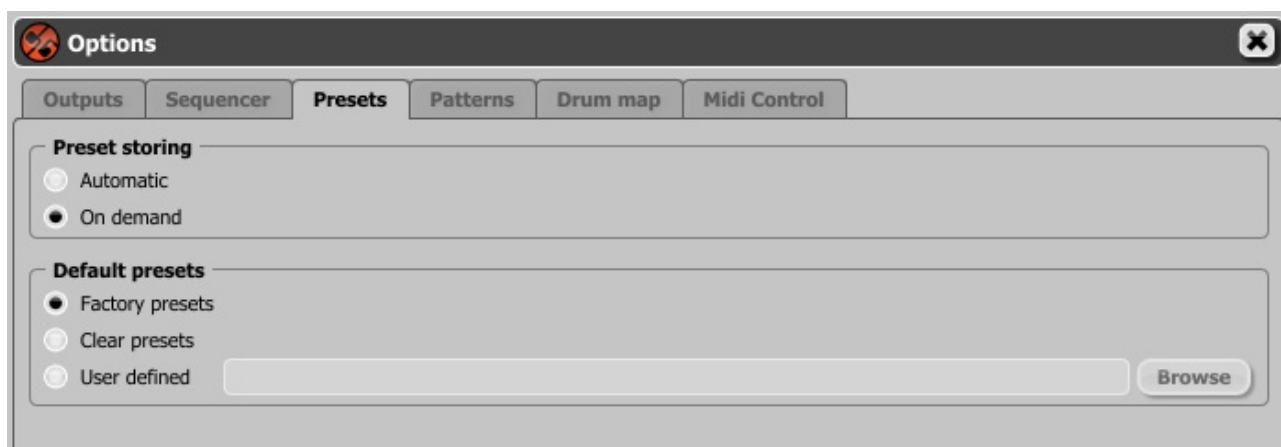 Options
Outputs Sequencer Presets Patterns Drum map Midi Control
Preset storing
Automatic
On demand
Default presets
Factory presets
Clear presets
User defined Browse